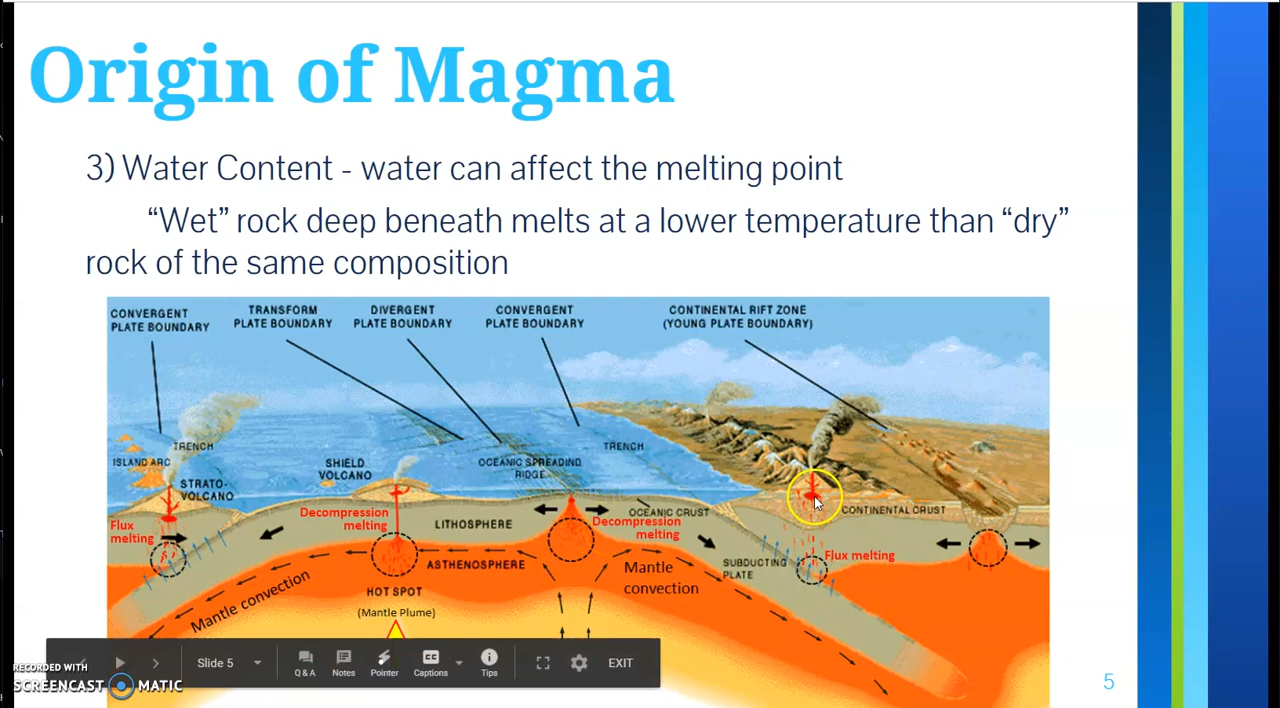 Origin of Magma
3) Water Content - water can affect the melting point
“Wet” rock deep beneath melts at a lower temperature than “dry”
rock of the same composition
CONVERGENT
PLATE BOUNDARY
TRANSFORM
PLATE BOUNDARY
DIVERGENT
PLATE BOUNDARY
CONVERGENT
PLATE BOUNDARY
CONTINENTAL RIFT ZONE
(YOUNG PLATE BOUNDARY)
TRENCH
ISLAND ARC
STRATO-
VOLCANO
SHIELD
VOLCANO
OCEANIC SPREADING
RIDGE
TRENCH
Flux
melting
Decompression
melting
LITHOSPHERE
Decompression
melting
OCEANIC CRUST
CONTINENTAL CRUST
ASTHENOSPHERE
SUBDUCTING
PLATE
Flux melting
Mantle convection
HOT SPOT
(Mantle Plume)
Mantle
convection
Slide 5
Q & A
Notes
Pointer
CC
Captions
Tips
EXIT
RECORDED WITH
SCREENCAST MATIC
5